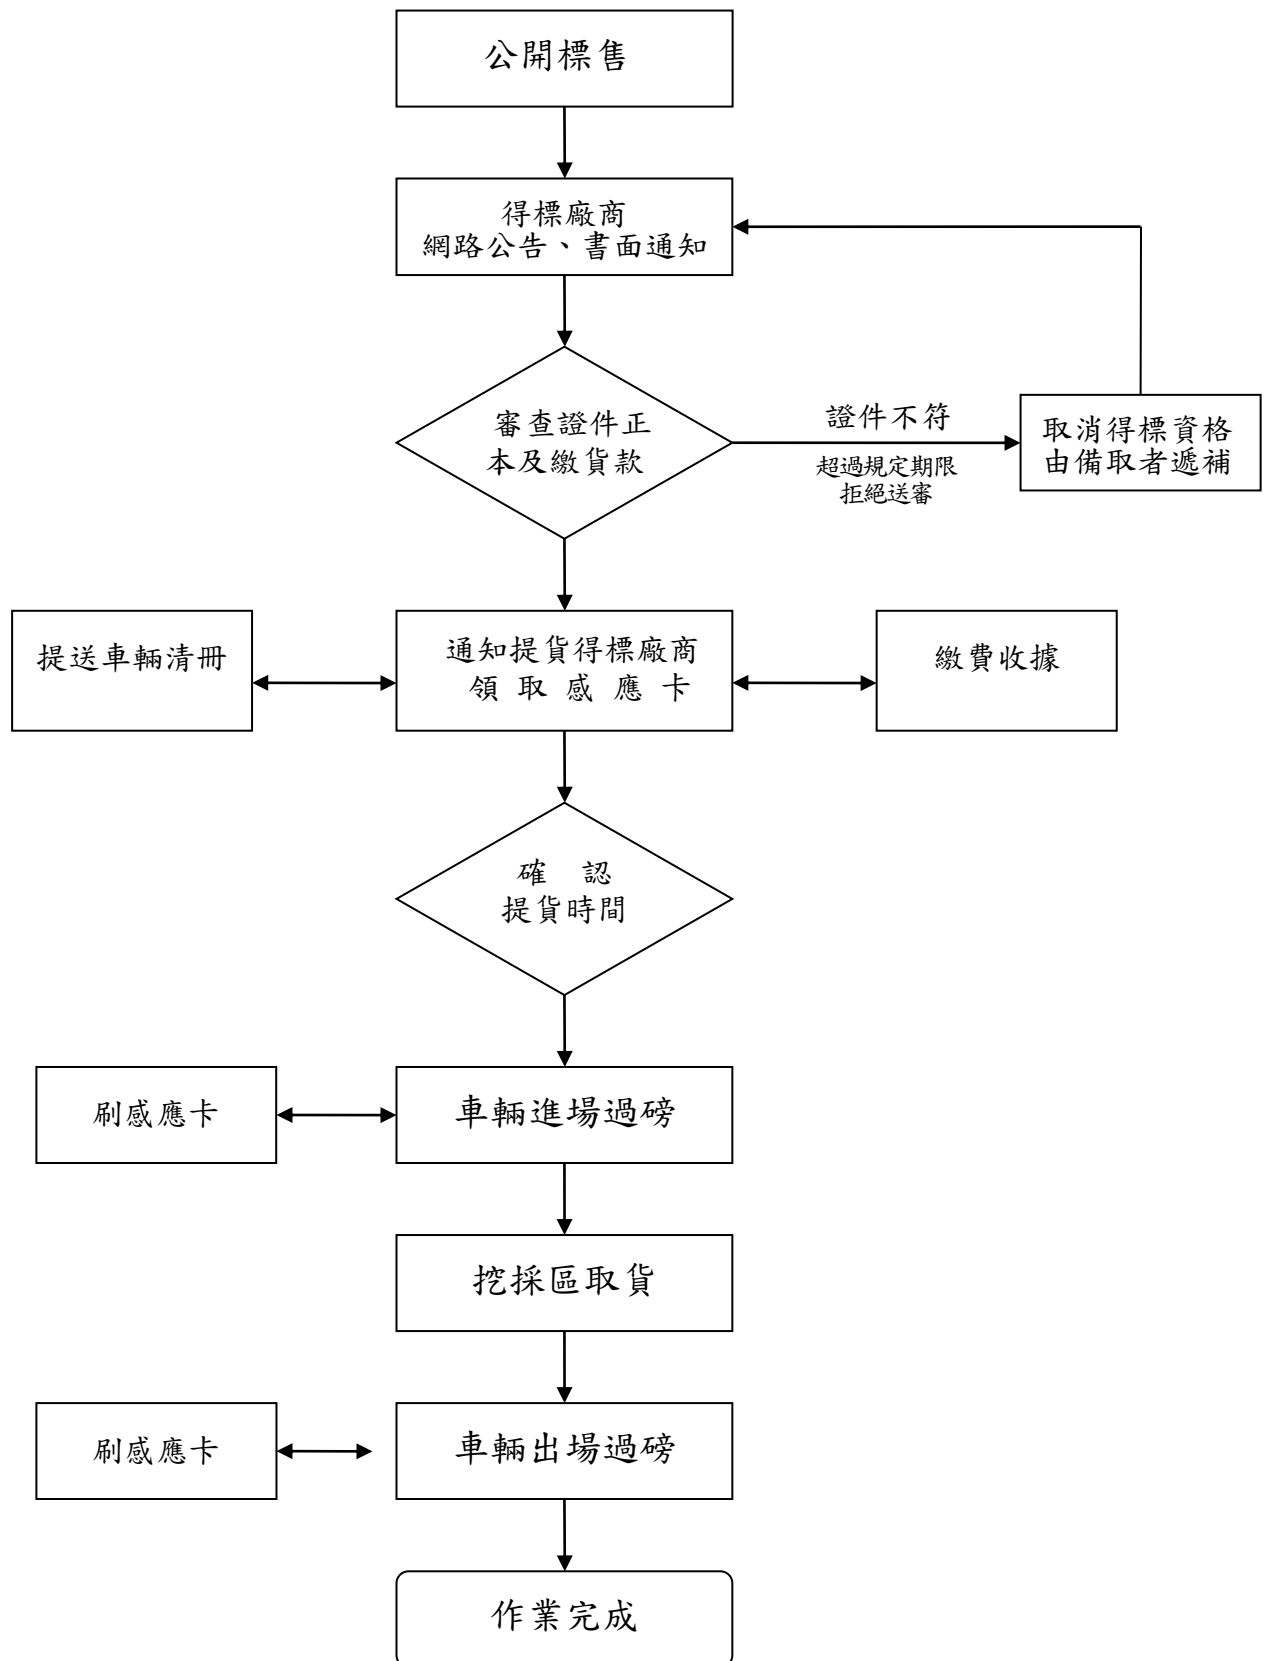 公開標售
得標廠商
網路公告、書面通知
審查證件正
本及繳貨款
證件不符
超過規定期限
拒絕送審
取消得標資格
由備取者遞補
提送車輛清冊
通知提貨得標廠商
領 取 感 應 卡
繳費收據
確 認
提貨時間
刷感應卡
車輛進場過磅
挖採區取貨
刷感應卡
車輛出場過磅
作業完成